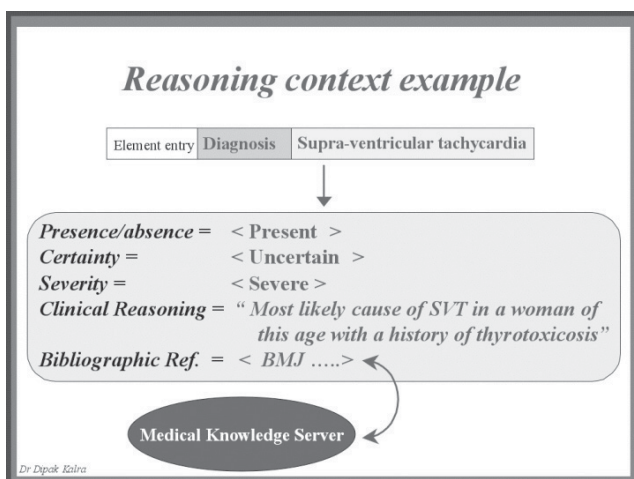 Reasoning context example
Element entry Diagnosis Supra-ventricular tachycardia
Presence/absence = < Present >
Certainty = < Uncertain >
Severity = < Severe >
Clinical Reasoning = “ Most likely cause of SVT in a woman of
this age with a history of thyrotoxicosis”
Bibliographic Ref. = < BMJ .....>
Medical Knowledge Server
Dr Dipak Kalra